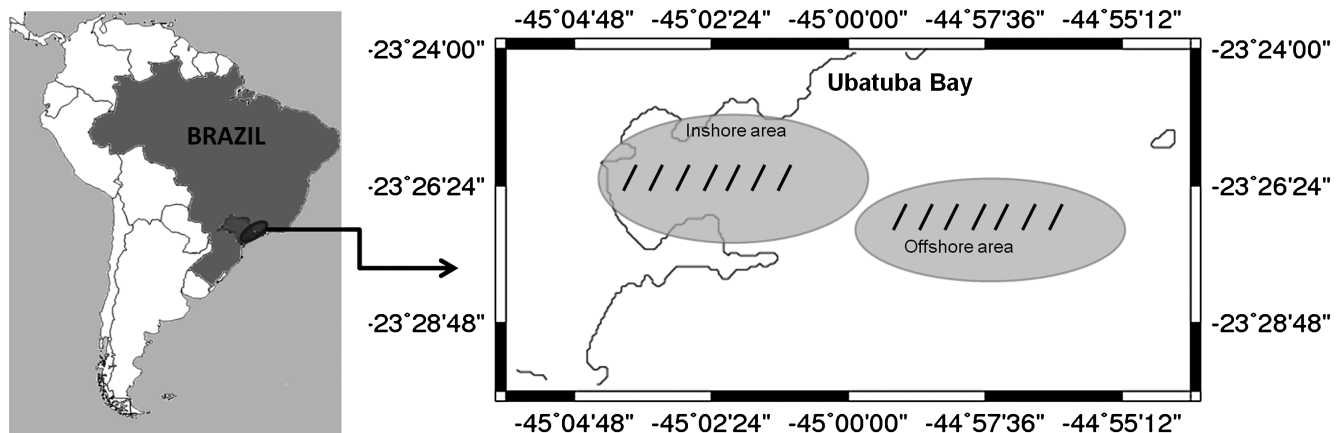 -45°04'48" -45°02'24" -45°00'00" -44°57'36" -44°55'12"
-23°24'00" -23°24'00"
Ubatuba Bay
BRAZIL
Inshore area
-23°26'24" -23°26'24"
Offshore area
-23°28'48" -23°28'48"
-45°04'48" -45°02'24" -45°00'00" -44°57'36" -44°55'12"